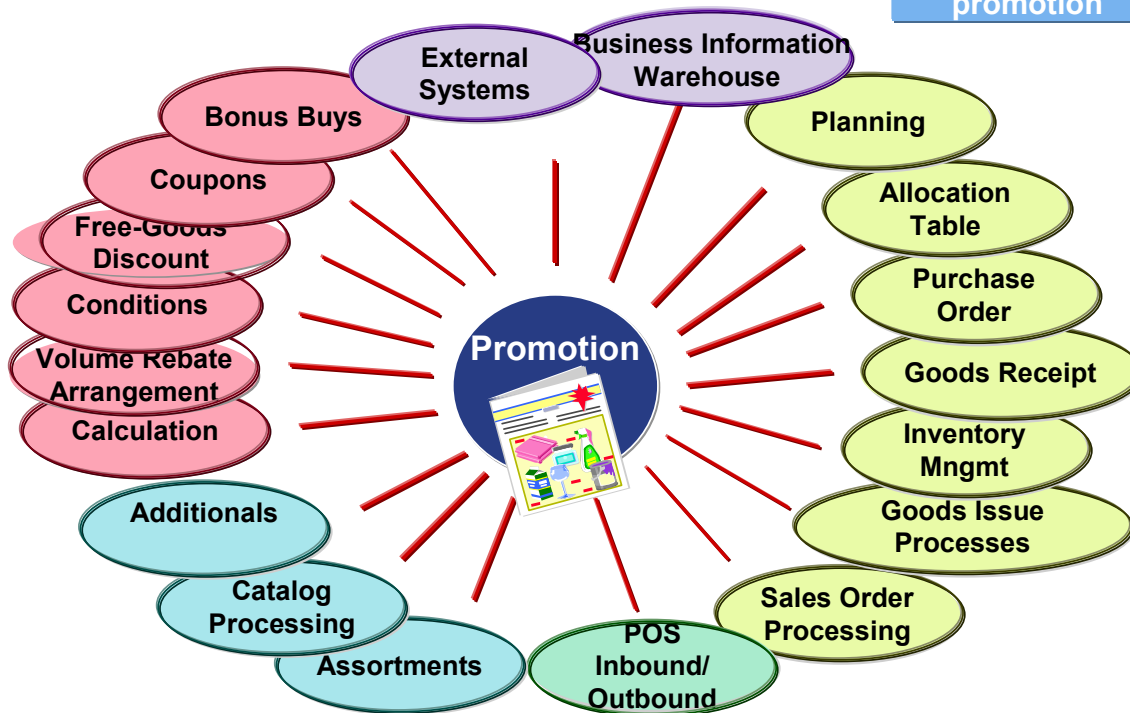 promotion
External
Systems
Business Information
Warehouse
Bonus Buys
Planning
Coupons
Allocation
Table
Free-Goods
Discount
Purchase
Order
Conditions
Promotion
Volume Rebate
Arrangement
Goods Receipt
Calculation
Inventory
Mngmt
Additionals
Goods Issue
Processes
Catalog
Processing
Sales Order
Processing
Assortments
POS
Inbound/
Outbound